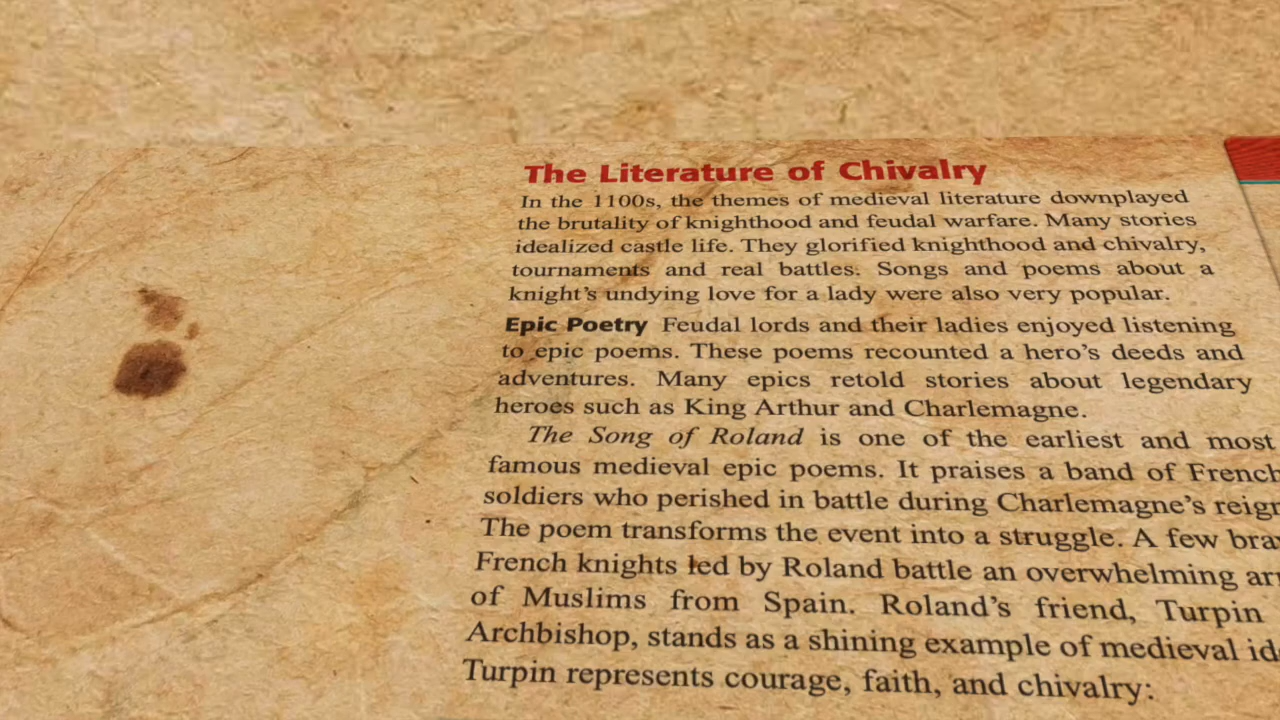 The Literature of Chivalry
In the 1100s, the themes of medieval literature downplayed
the brutality of knighthood and feudal warfare. Many stories
idealized castle life. They glorified knighthood and chivalry,
tournaments and real battles. Songs and poems about a
knight's undying love for a lady were also very popular.
Epic Poetry Feudal lords and their ladies enjoyed listening
to epic poems. These poems recounted a hero's deeds and
adventures. Many epics retold stories about legendary
heroes such as King Arthur and Charlemagne.
The Song of Roland is one of the earliest and most
famous medieval epic poems. It praises a band of French
soldiers who perished in battle during Charlemagne's
The poem transforms the event into a struggle. A few
French knights led by Roland battle an overwhelming
of Muslims from Spain. Roland's friend, Turpin
Archbishop, stands as a shining example of medieval
Turpin represents courage, faith, and chivalry: